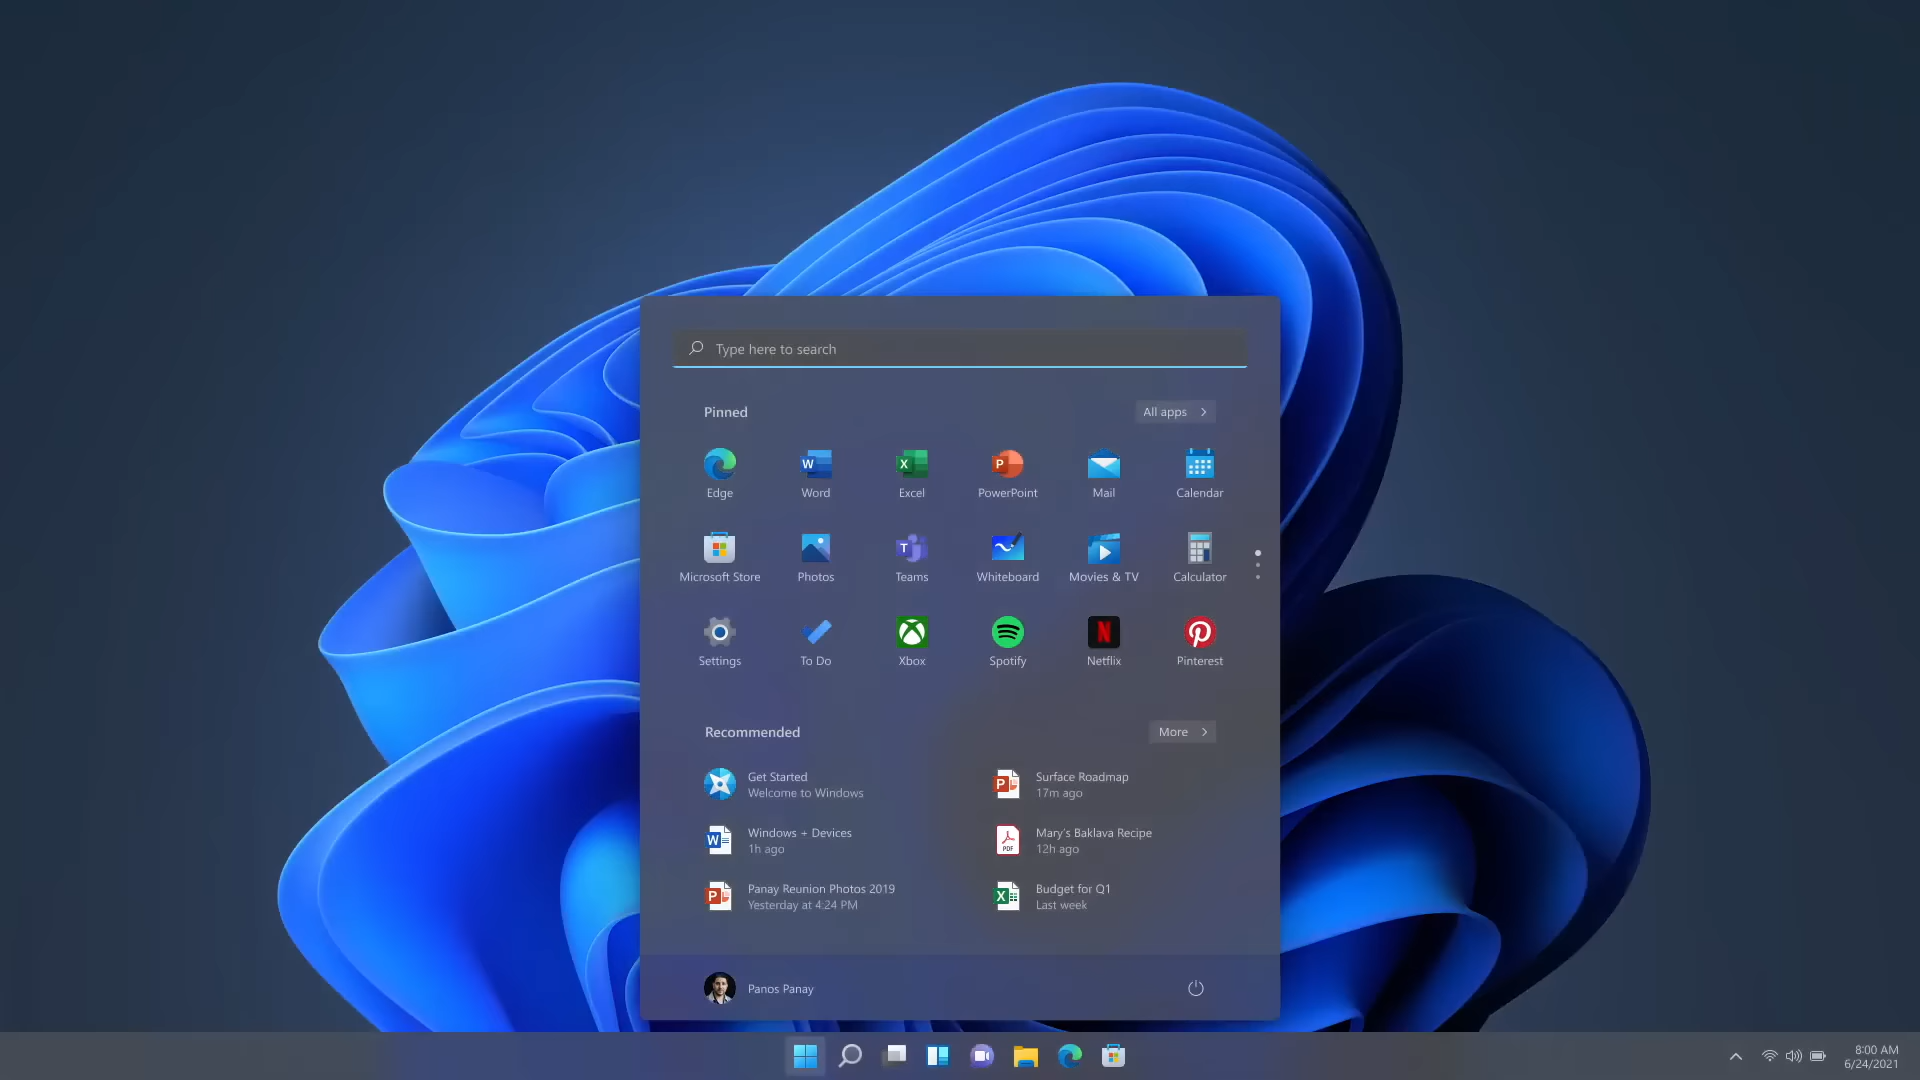 Type here to search
Pinned
All apps
Edge
Word
Excel
PowerPoint
Mail
Calendar
Microsoft Store
Photos
Teams
Whiteboard
Movies & TV
Calculator
Settings
To Do
Xbox
Spotify
Netflix
Pinterest
Recommended
More
Get Started
Welcome to Windows
Surface Roadmap
17m ago
Windows + Devices
1h ago
Mary's Baklava Recipe
12h ago
Panay Reunion Photos 2019
Yesterday at 4:24 PM
Budget for Q1
Last week
Panos Panay
8:00 AM
6/24/2021